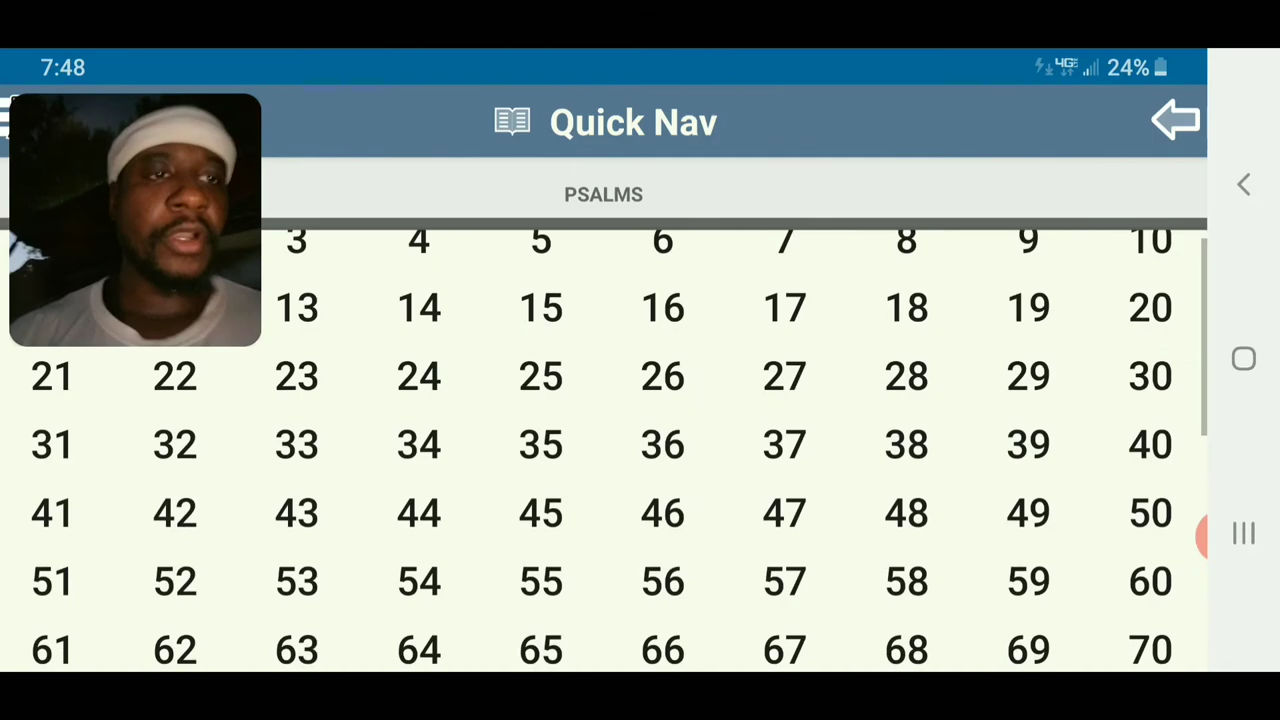 7:48 4GE 24%
Quick Nav
PSALMS
3 4 5 6 7 8 9 10
13 14 15 16 17 18 19 20
21 22 23 24 25 26 27 28 29 30
31 32 33 34 35 36 37 38 39 40
41 42 43 44 45 46 47 48 49 50
51 52 53 54 55 56 57 58 59 60
61 62 63 64 65 66 67 68 69 70